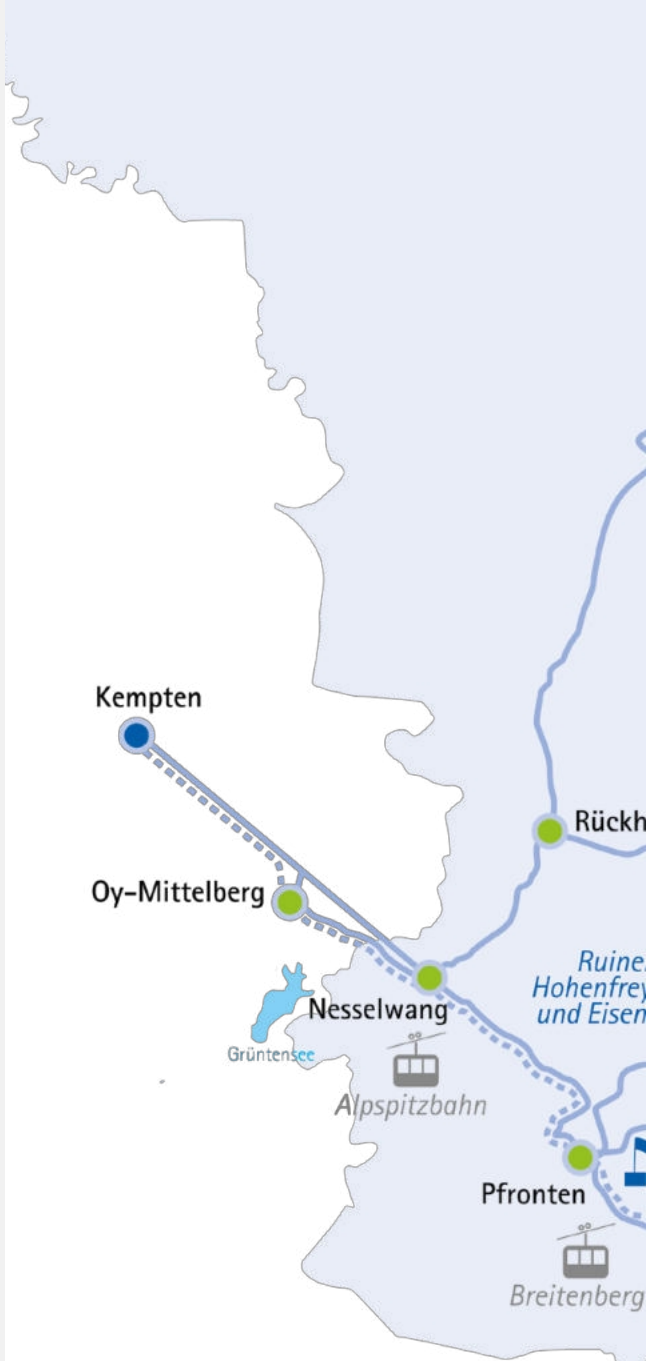 Kempten
Rückh
Oy-Mittelberg
Ruine
Hohenfrey
und Eisen
Nesselwang
Grüntensee
Alpspitzbahn
Pfronten
Breitenberg